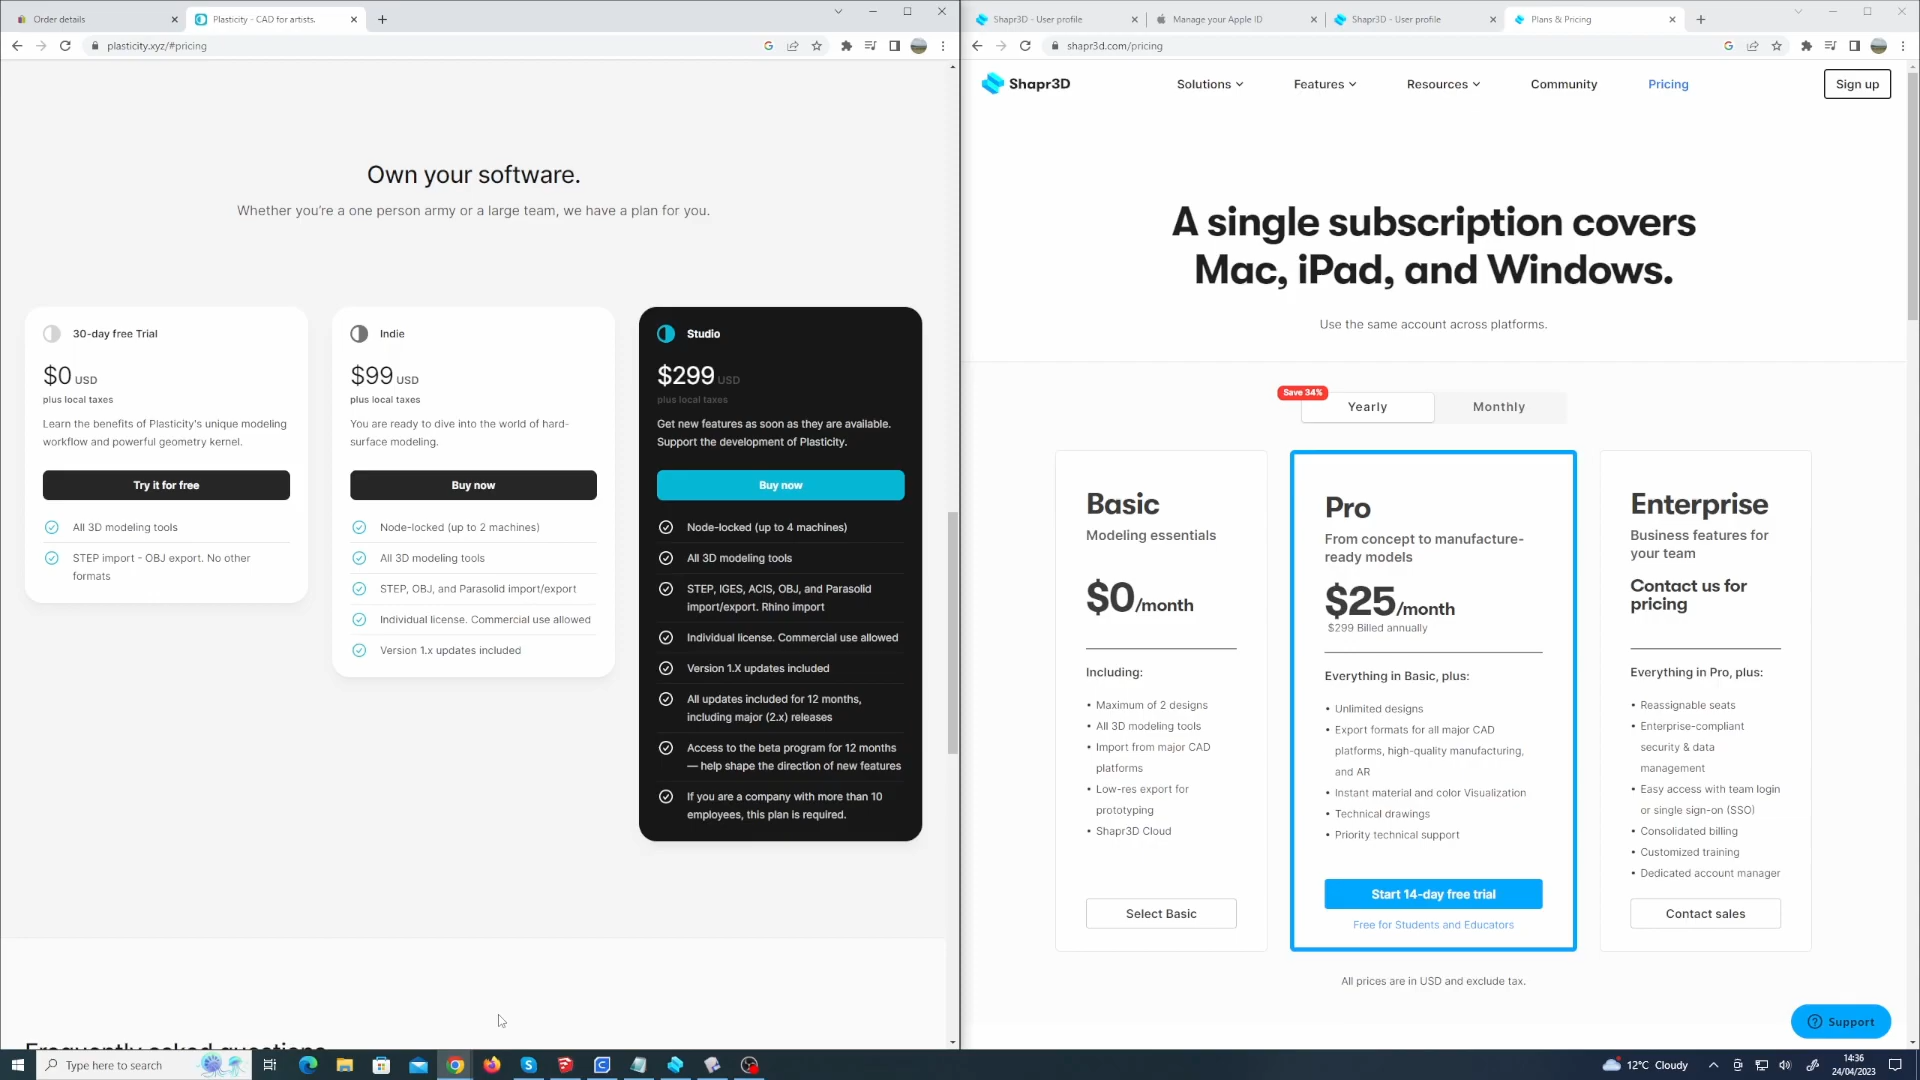 Order details
Plasticity - CAD for artists.
plasticity.xyz/#pricing
Own your software.
Whether you're a one person army or a large team, we have a plan for you.
30-day free Trial
$0 USD
plus local taxes
Learn the benefits of Plasticity's unique modeling
workflow and powerful geometry kernel.
Try it for free
All 3D modeling tools
STEP import - OBJ export. No other
formats
Indie
$99 USD
plus local taxes
You are ready to dive into the world of hard-
surface modeling.
Buy now
Node-locked (up to 2 machines)
All 3D modeling tools
STEP, OBJ, and Parasolid import/export
Individual license. Commercial use allowed
Version 1.x updates included
Studio
$299 USD
plus local taxes
Get new features as soon as they are available.
Support the development of Plasticity.
Buy now
Node-locked (up to 4 machines)
All 3D modeling tools
STEP, IGES, ACIS, OBJ, and Parasolid
import/export. Rhino import
Individual license. Commercial use allowed
Version 1.X updates included
All updates included for 12 months,
including major (2.x) releases
Access to the beta program for 12 months
— help shape the direction of new features
If you are a company with more than 10
employees, this plan is required.
Frequently asked questions
Shapr3D - User profile
Manage your Apple ID
Shapr3D - User profile
Plans & Pricing
shapr3d.com/pricing
Shapr3D
Solutions
Features
Resources
Community
Pricing
Sign up
A single subscription covers
Mac, iPad, and Windows.
Use the same account across platforms.
Save 34%
Yearly
Monthly
Basic
Modeling essentials
$0/month
Including:
• Maximum of 2 designs
• All 3D modeling tools
• Import from major CAD
platforms
• Low-res export for
prototyping
• Shapr3D Cloud
Select Basic
Pro
From concept to manufacture-
ready models
$25/month
$299 Billed annually
Everything in Basic, plus:
• Unlimited designs
• Export formats for all major CAD
platforms, high-quality manufacturing,
and AR
• Instant material and color Visualization
• Technical drawings
• Priority technical support
Start 14-day free trial
Free for Students and Educators
Enterprise
Business features for
your team
Contact us for
pricing
Everything in Pro, plus:
• Reassignable seats
• Enterprise-compliant
security & data
management
• Easy access with team login
or single sign-on (SSO)
• Consolidated billing
• Customized training
• Dedicated account manager
Contact sales
All prices are in USD and exclude tax.
Support
Type here to search
12°C Cloudy
14:36
24/04/2023